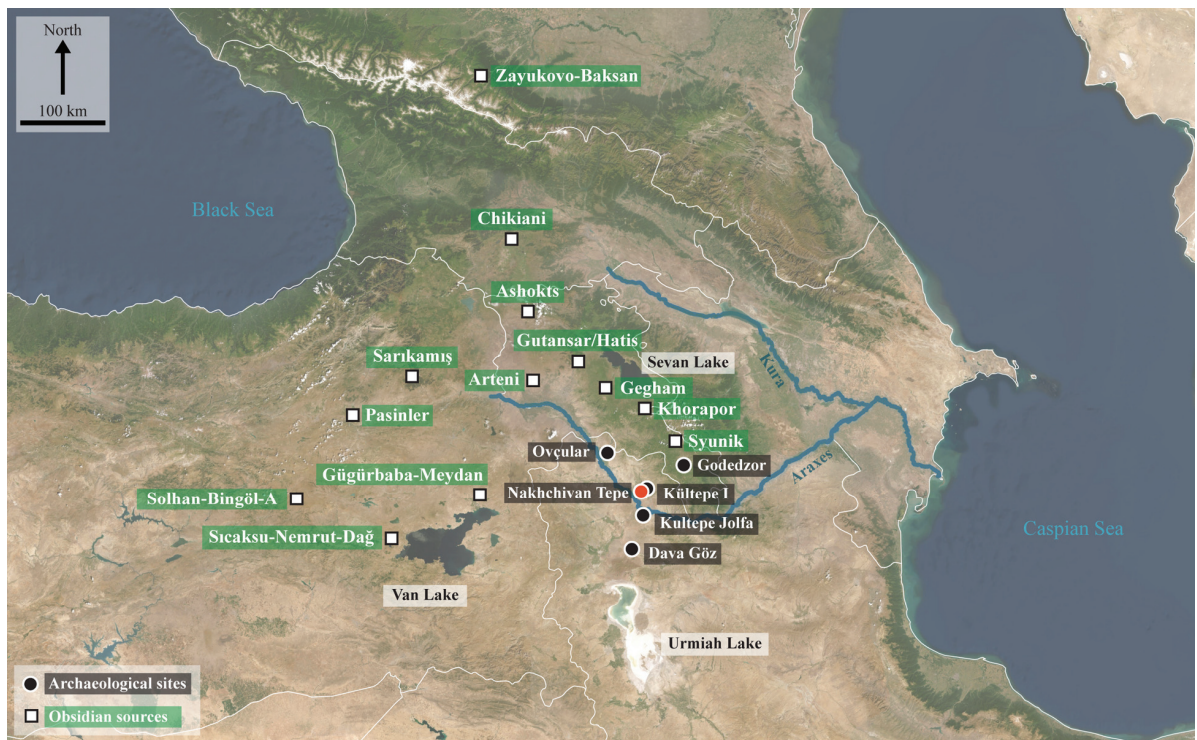 North
100 km
Zayukovo-Baksan
Black Sea
Chikiani
Ashokts
Gutansar/Hatis
Sarıkamış
Sevan Lake
Kura
Arteni
Gegham
Khorapor
Pasinler
Syunik
Ovçular
Godedzor
Araxes
Gügürbaba-Meydan
Nakhchivan Tepe
Kültepe I
Solhan-Bingöl-A
Kultepe Jolfa
Caspian Sea
Sıcaksu-Nemrut-Dağ
Dava Göz
Van Lake
Urmiah Lake
Archaeological sites
Obsidian sources